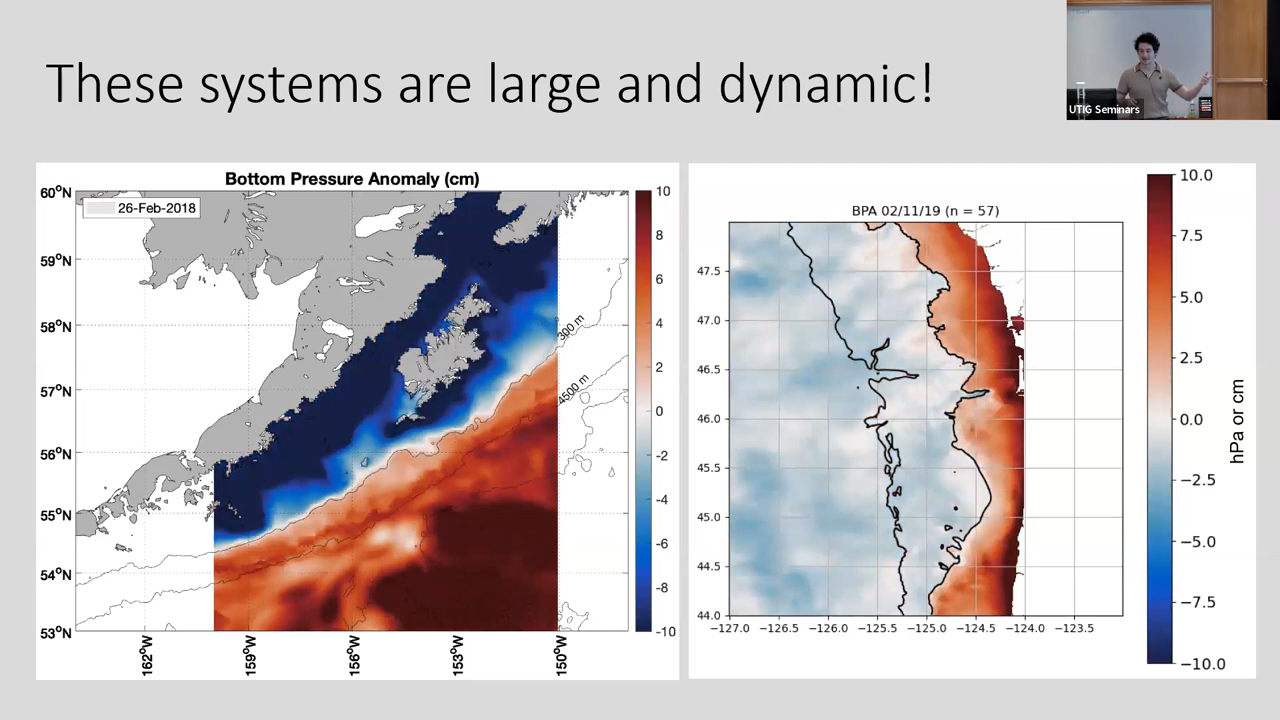 These systems are large and dynamic!
UTIG Seminars
Bottom Pressure Anomaly (cm)
26-Feb-2018
60°N
59°N
58°N
57°N
56°N
55°N
54°N
53°N
162°W
159°W
156°W
153°W
150°W
300 m
4500 m
10
8
6
4
2
0
-2
-4
-6
-8
-10
BPA 02/11/19 (n = 57)
47.5
47.0
46.5
46.0
45.5
45.0
44.5
44.0
−127.0 −126.5 −126.0 −125.5 −125.0 −124.5 −124.0 −123.5
10.0
7.5
5.0
2.5
0.0
−2.5
−5.0
−7.5
−10.0
hPa or cm